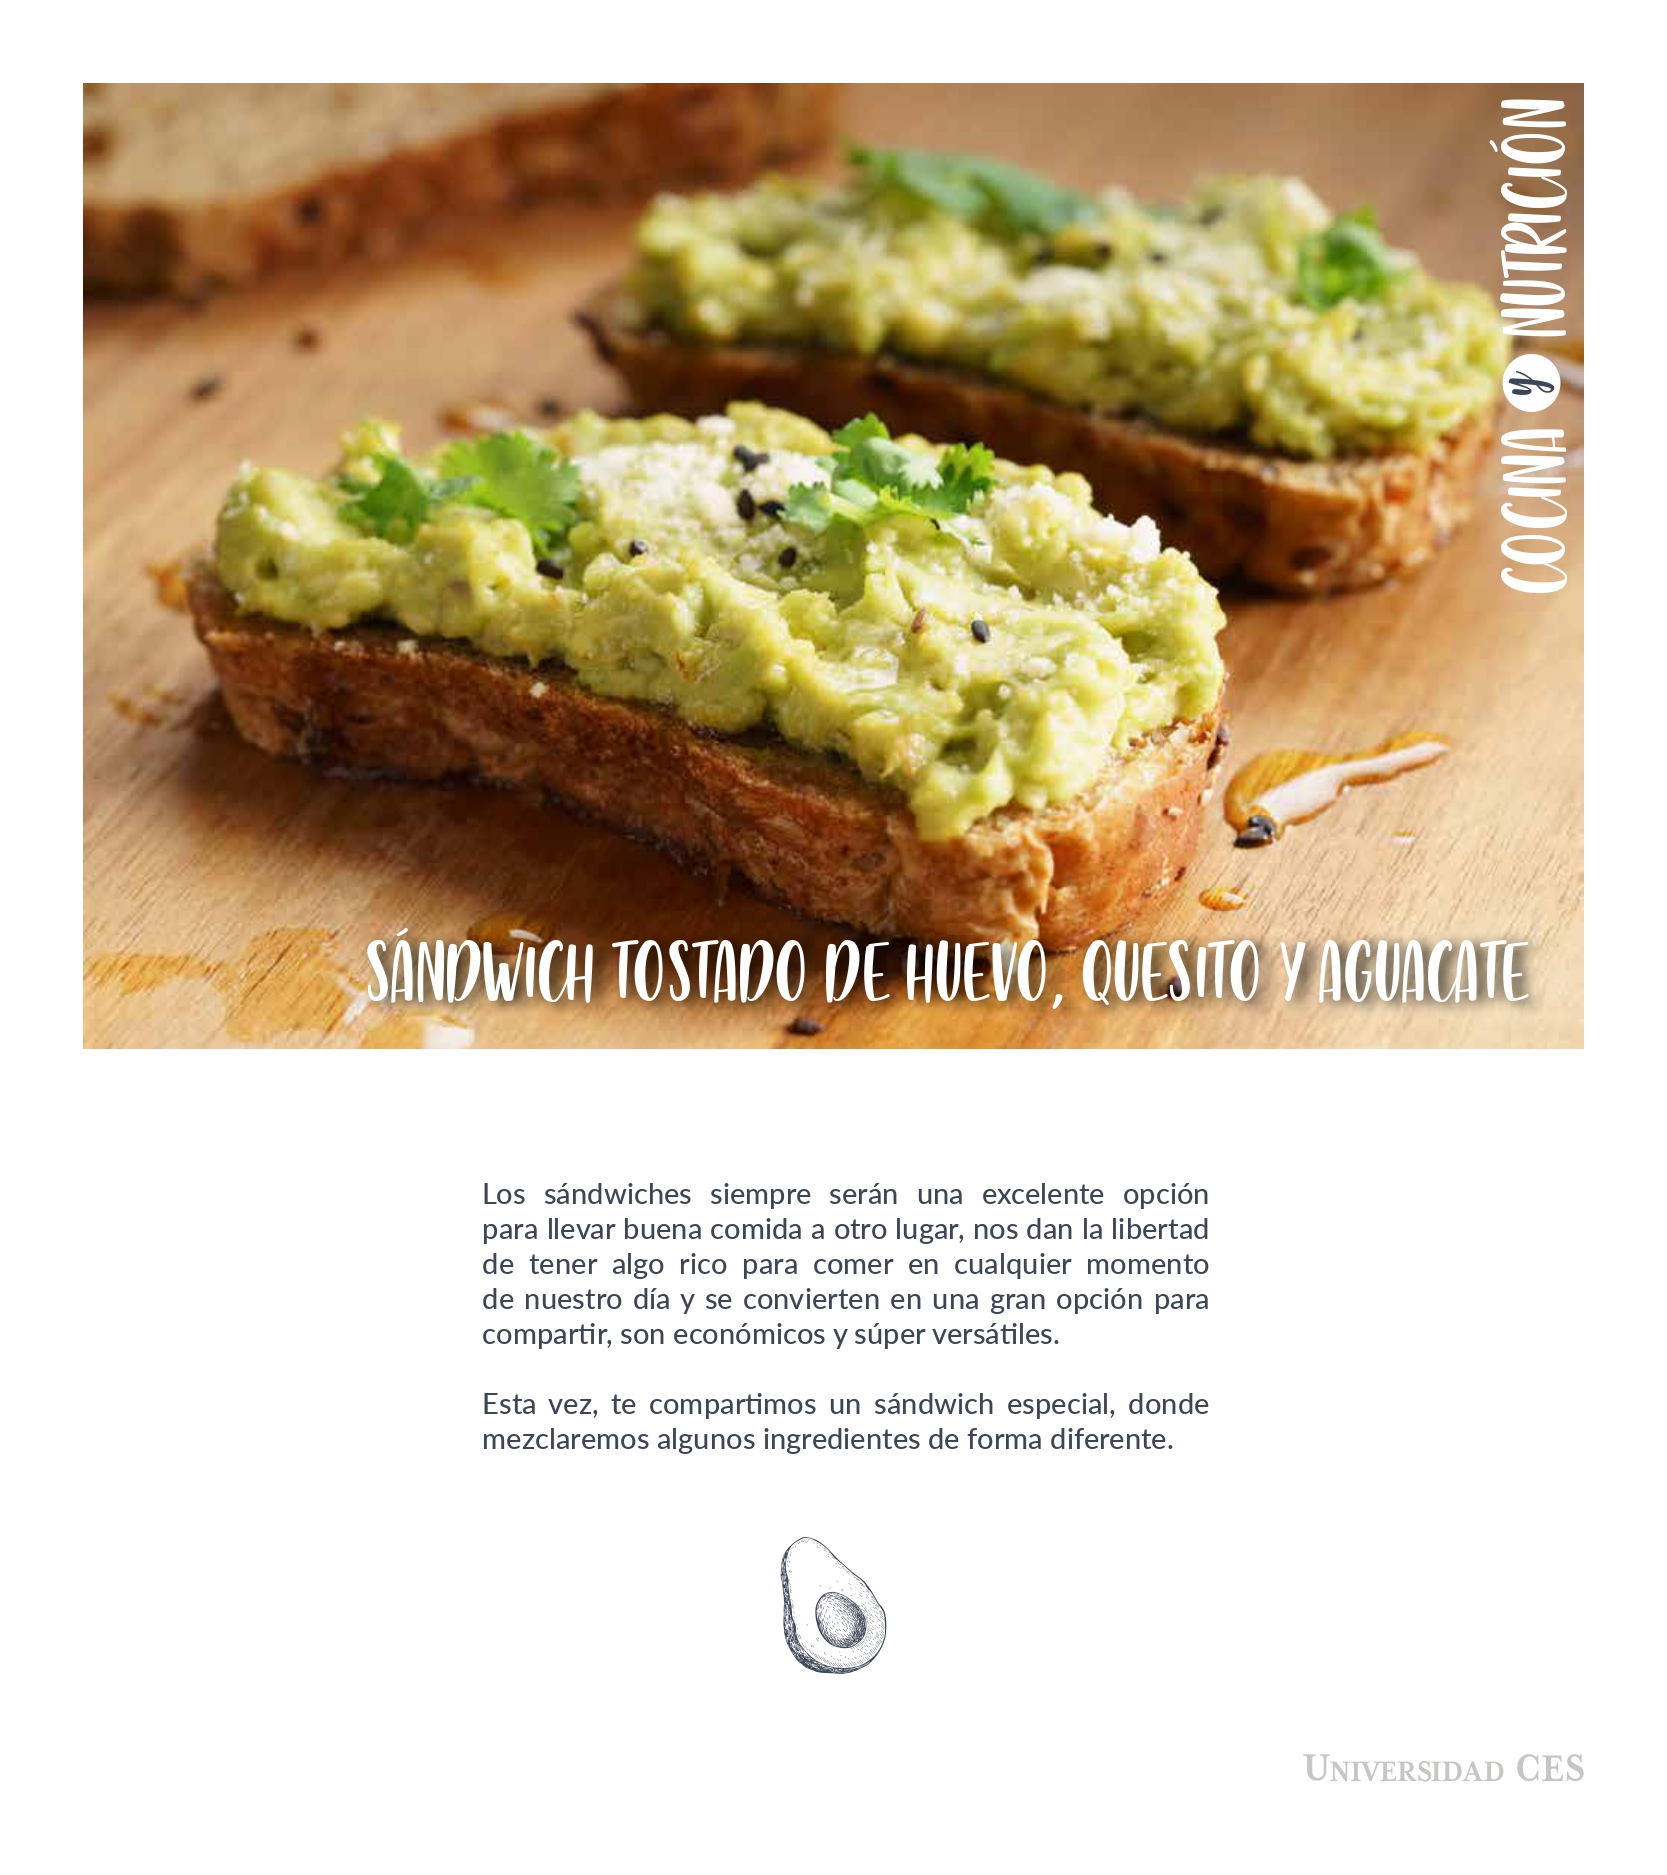 COCINA y NUTRICIÓN
SÁNDWICH TOSTADO DE HUEVO, QUESITO Y AGUACATE
Los sándwiches siempre serán una excelente opción
para llevar buena comida a otro lugar, nos dan la libertad
de tener algo rico para comer en cualquier momento
de nuestro día y se convierten en una gran opción para
compartir, son económicos y súper versátiles.
Esta vez, te compartimos un sándwich especial, donde
mezclaremos algunos ingredientes de forma diferente.
UNIVERSIDAD CES